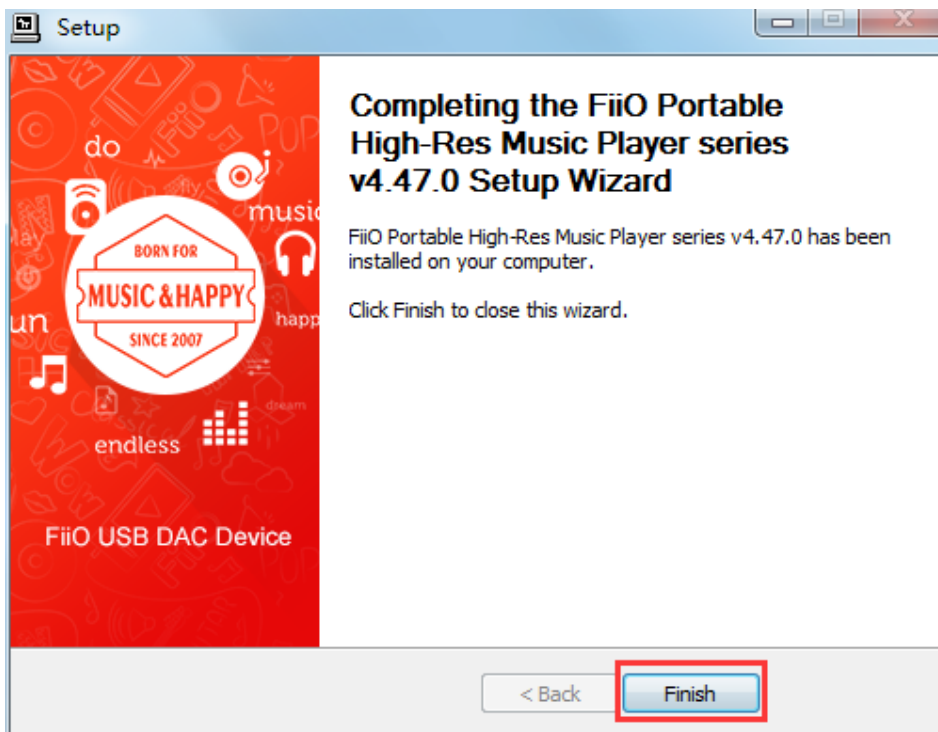 Setup
do
music
BORN FOR
MUSIC & HAPPY
SINCE 2007
un
happ
dream
endless
FiiO USB DAC Device
Completing the FiiO Portable
High-Res Music Player series
v4.47.0 Setup Wizard
FiiO Portable High-Res Music Player series v4.47.0 has been
installed on your computer.
Click Finish to close this wizard.
< Back
Finish